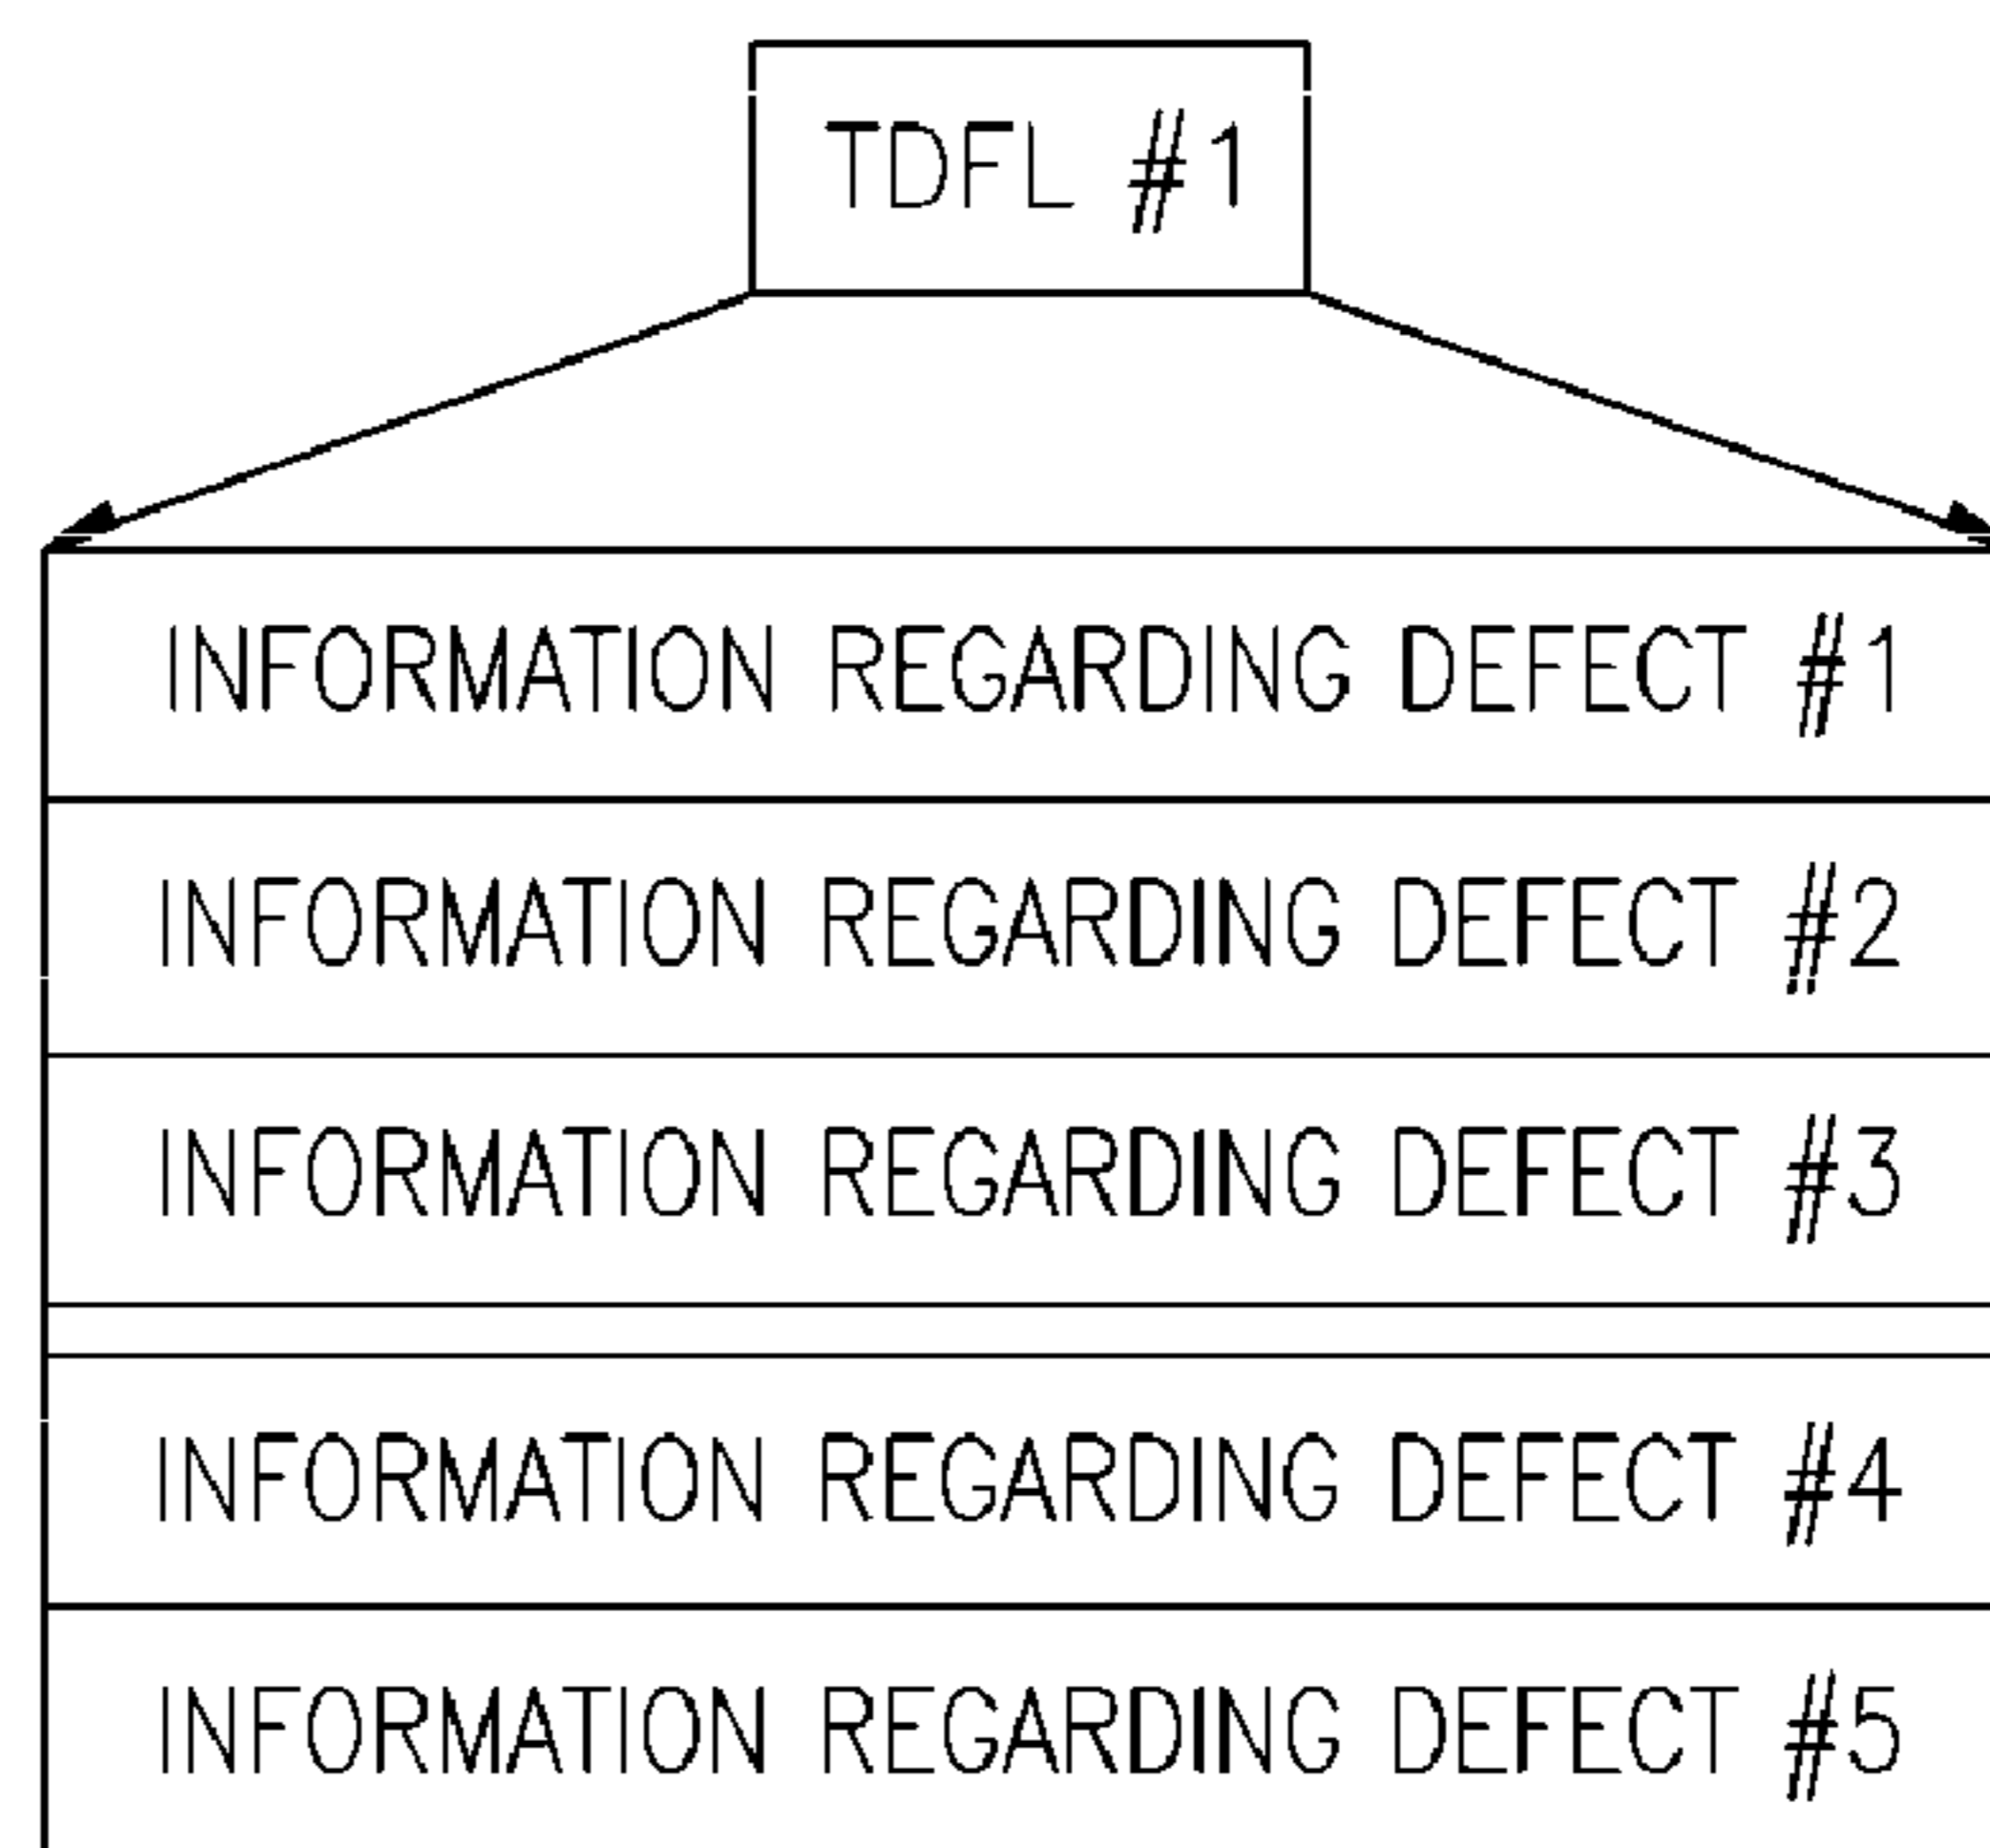 TDFL #1
INFORMATION REGARDING DEFECT #1
INFORMATION REGARDING DEFECT #2
INFORMATION REGARDING DEFECT #3
INFORMATION REGARDING DEFECT #4
INFORMATION REGARDING DEFECT #5